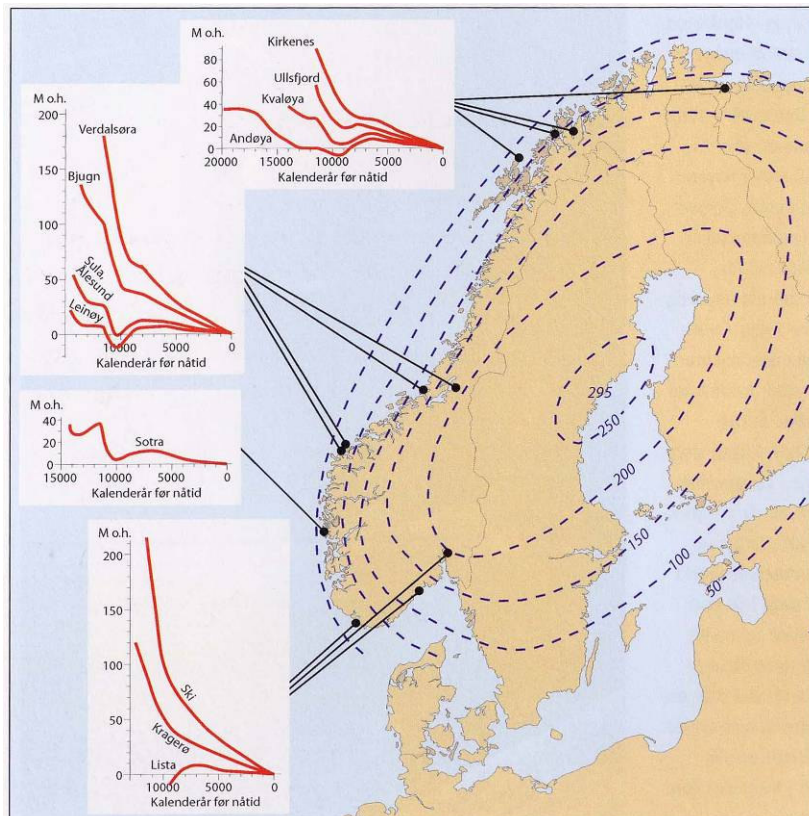 M o.h.
80
60
40
20
0
Kirkenes
Ullsfjord
Kvaløya
Andøya
20000
15000
10000
5000
0
Kalenderår før nåtid
M o.h.
200
150
100
50
0
Verdalsøra
Bjugn
Sula,
Ålesund
Leinøy
10000
5000
0
Kalenderår før nåtid
M o.h.
40
20
0
Sotra
15000
10000
5000
0
Kalenderår før nåtid
M o.h.
200
150
100
50
0
Ski
Kragerø
Lista
10000
5000
0
Kalenderår før nåtid
295
250
200
150
100
50